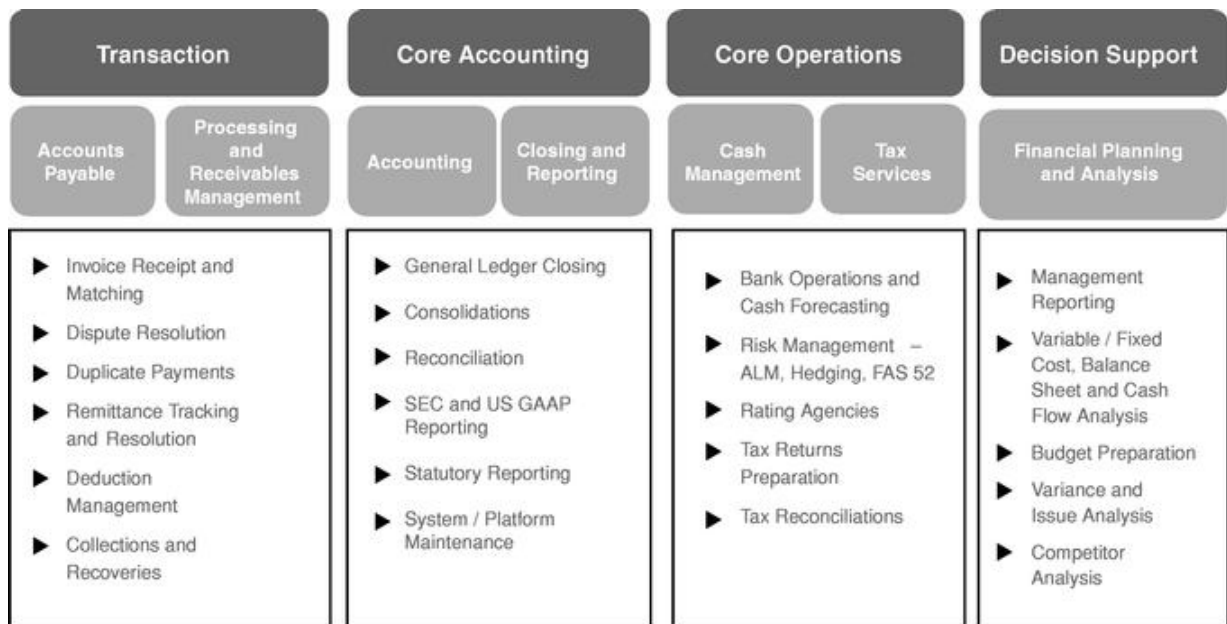 Transaction
Accounts
Payable
Processing
and
Receivables
Management
Invoice Receipt and
Matching
Dispute Resolution
Duplicate Payments
Remittance Tracking
and Resolution
Deduction
Management
Collections and
Recoveries
Core Accounting
Accounting
Closing and
Reporting
General Ledger Closing
Consolidations
Reconciliation
SEC and US GAAP
Reporting
Statutory Reporting
System / Platform
Maintenance
Core Operations
Cash
Management
Tax
Services
Bank Operations and
Cash Forecasting
Risk Management –
ALM, Hedging, FAS 52
Rating Agencies
Tax Returns
Preparation
Tax Reconciliations
Decision Support
Financial Planning
and Analysis
Management
Reporting
Variable / Fixed
Cost, Balance
Sheet and Cash
Flow Analysis
Budget Preparation
Variance and
Issue Analysis
Competitor
Analysis